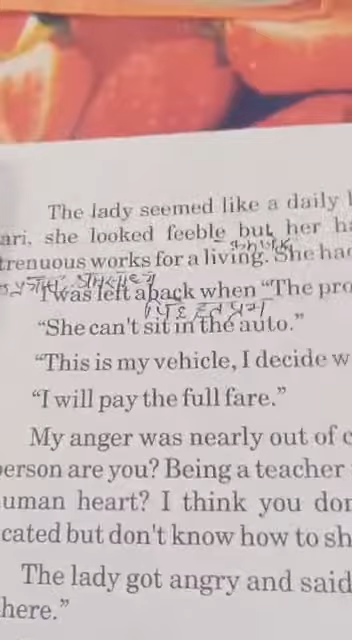 The lady seemed like a daily
ari, she looked feeble but her ha
trenuous works for a living. She had
I was left aback when "The pro
"She can't sit in the auto."
"This is my vehicle, I decide w
"I will pay the full fare."
My anger was nearly out of c
erson are you? Being a teacher
uman heart? I think you don
cated but don't know how to sh
The lady got angry and said
here."